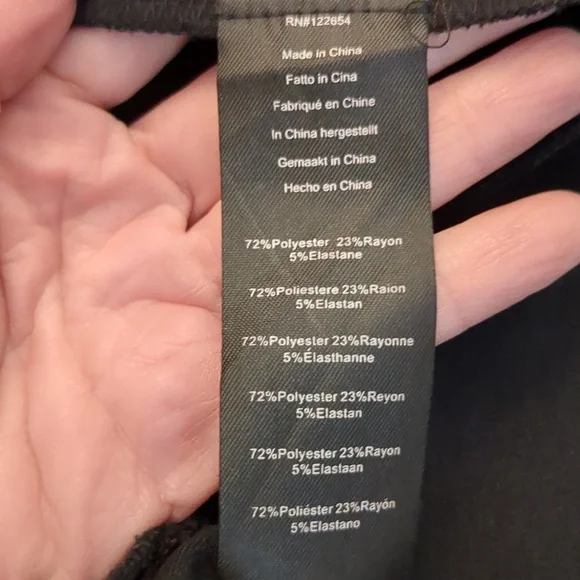 RN#122654
Made in China
Fatto in Cina
Fabriqué en Chine
In China hergestellt
Gemaakt in China
Hecho en China
72%Polyester 23%Rayon
5%Elastane
72%Poliestere 23%Raion
5%Elastan
72%Polyester 23%Rayonne
5%Élasthanne
72%Polyester 23%Reyon
5%Elastan
72%Polyester 23%Rayon
5%Elastaan
72%Poliéster 23%Rayón
5%Elastano